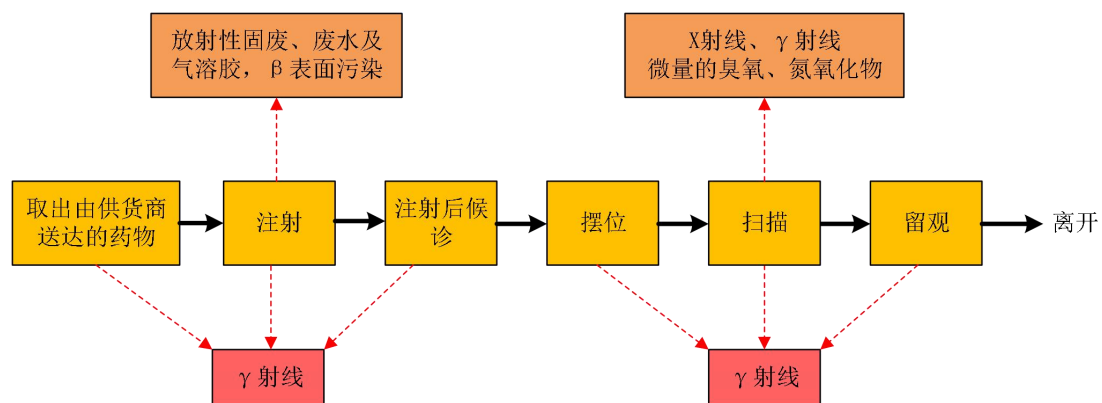 放射性固废、废水及
气溶胶，β表面污染
X射线、γ射线
微量的臭氧、氮氧化物
取出由供货商
送达的药物
注射
注射后候
诊
摆位
扫描
留观
离开
γ射线
γ射线